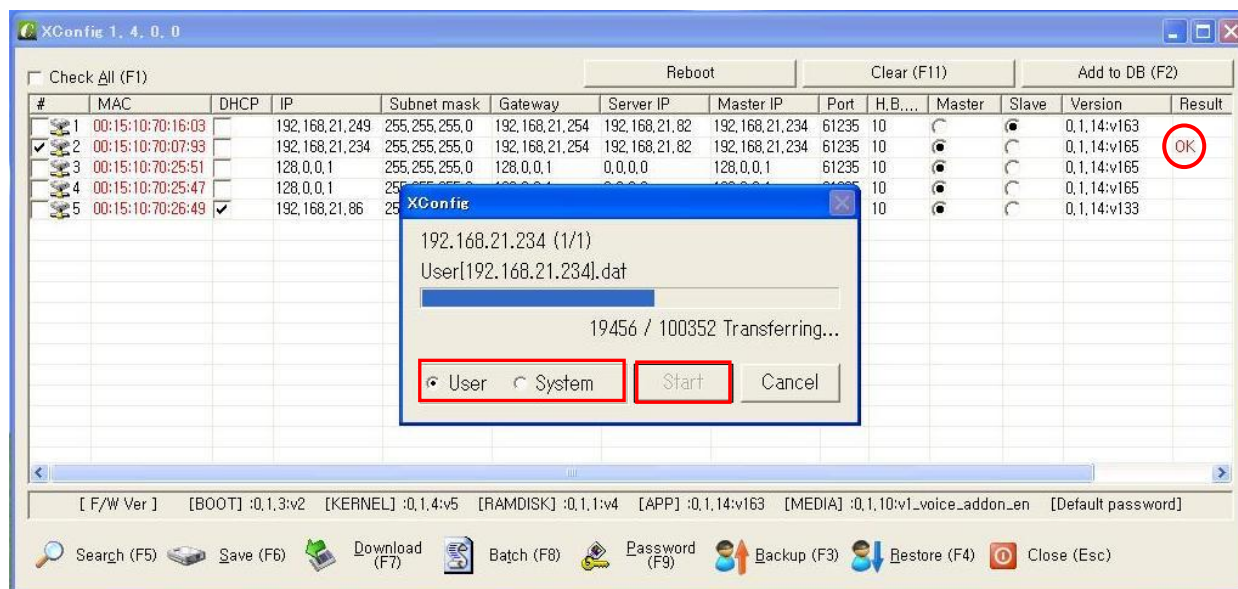 XConfig 1, 4, 0, 0
Check All (F1) Reboot Clear (F11) Add to DB (F2)
# MAC DHCP IP Subnet mask Gateway Server IP Master IP Port H,B,... Master Slave Version Result
1 00:15:10:70:16:03 192,168,21,249 255,255,255,0 192,168,21,254 192,168,21,82 192,168,21,234 61235 10 0,1,14:v163
2 00:15:10:70:07:93 192,168,21,234 255,255,255,0 192,168,21,254 192,168,21,82 192,168,21,234 61235 10 0,1,14:v165 OK
3 00:15:10:70:25:51 128,0,0,1 255,255,255,0 128,0,0,1 0,0,0,0 128,0,0,1 61235 10 0,1,14:v165
4 00:15:10:70:25:47 128,0,0,1 10 0,1,14:v165
5 00:15:10:70:26:49 192,168,21,86 25 10 0,1,14:v133
XConfig
192.168.21.234 (1/1)
User[192.168.21.234].dat
19456 / 100352 Transferring...
User System Start Cancel
[ F/W Ver ] [BOOT] :0,1,3:v2 [KERNEL] :0,1,4:v5 [RAMDISK] :0,1,1:v4 [APP] :0,1,14:v163 [MEDIA] :0,1,10:v1_voice_addon_en [Default password]
Search (F5) Save (F6) Download (F7) Batch (F8) Password (F9) Backup (F3) Restore (F4) Close (Esc)